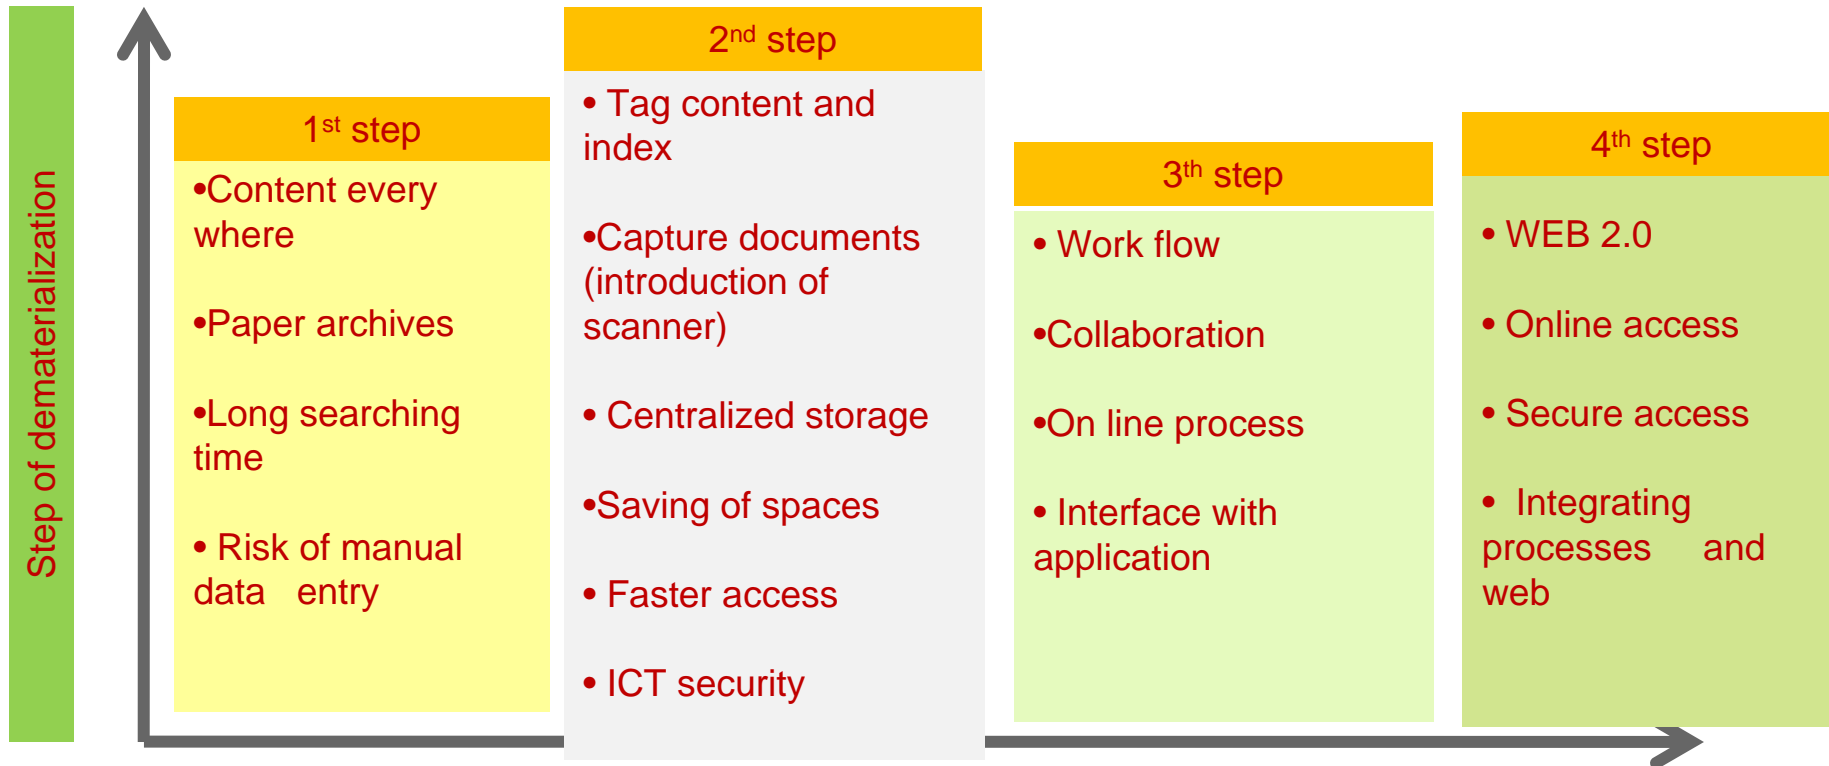 Step of dematerialization
1st step
•Content every
where
•Paper archives
•Long searching
time
• Risk of manual
data entry
2nd step
• Tag content and
index
•Capture documents
(introduction of
scanner)
• Centralized storage
•Saving of spaces
• Faster access
• ICT security
3th step
• Work flow
•Collaboration
•On line process
• Interface with
application
4th step
• WEB 2.0
• Online access
• Secure access
• Integrating
processes and
web